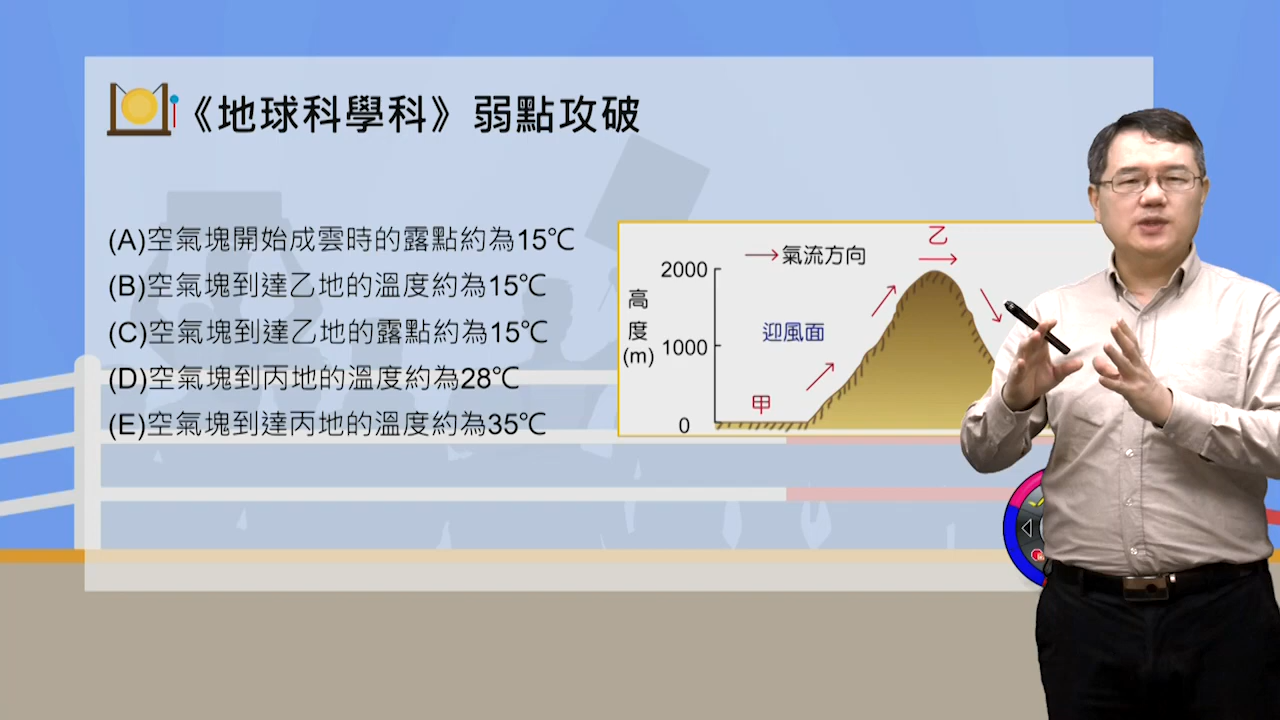 《地球科學科》弱點攻破
(A)空氣塊開始成雲時的露點約為15℃
(B)空氣塊到達乙地的溫度約為15℃
(C)空氣塊到達乙地的露點約為15℃
(D)空氣塊到丙地的溫度約為28℃
(E)空氣塊到達丙地的溫度約為35℃
乙
→氣流方向
2000
高度(m)
迎風面
1000
甲
0